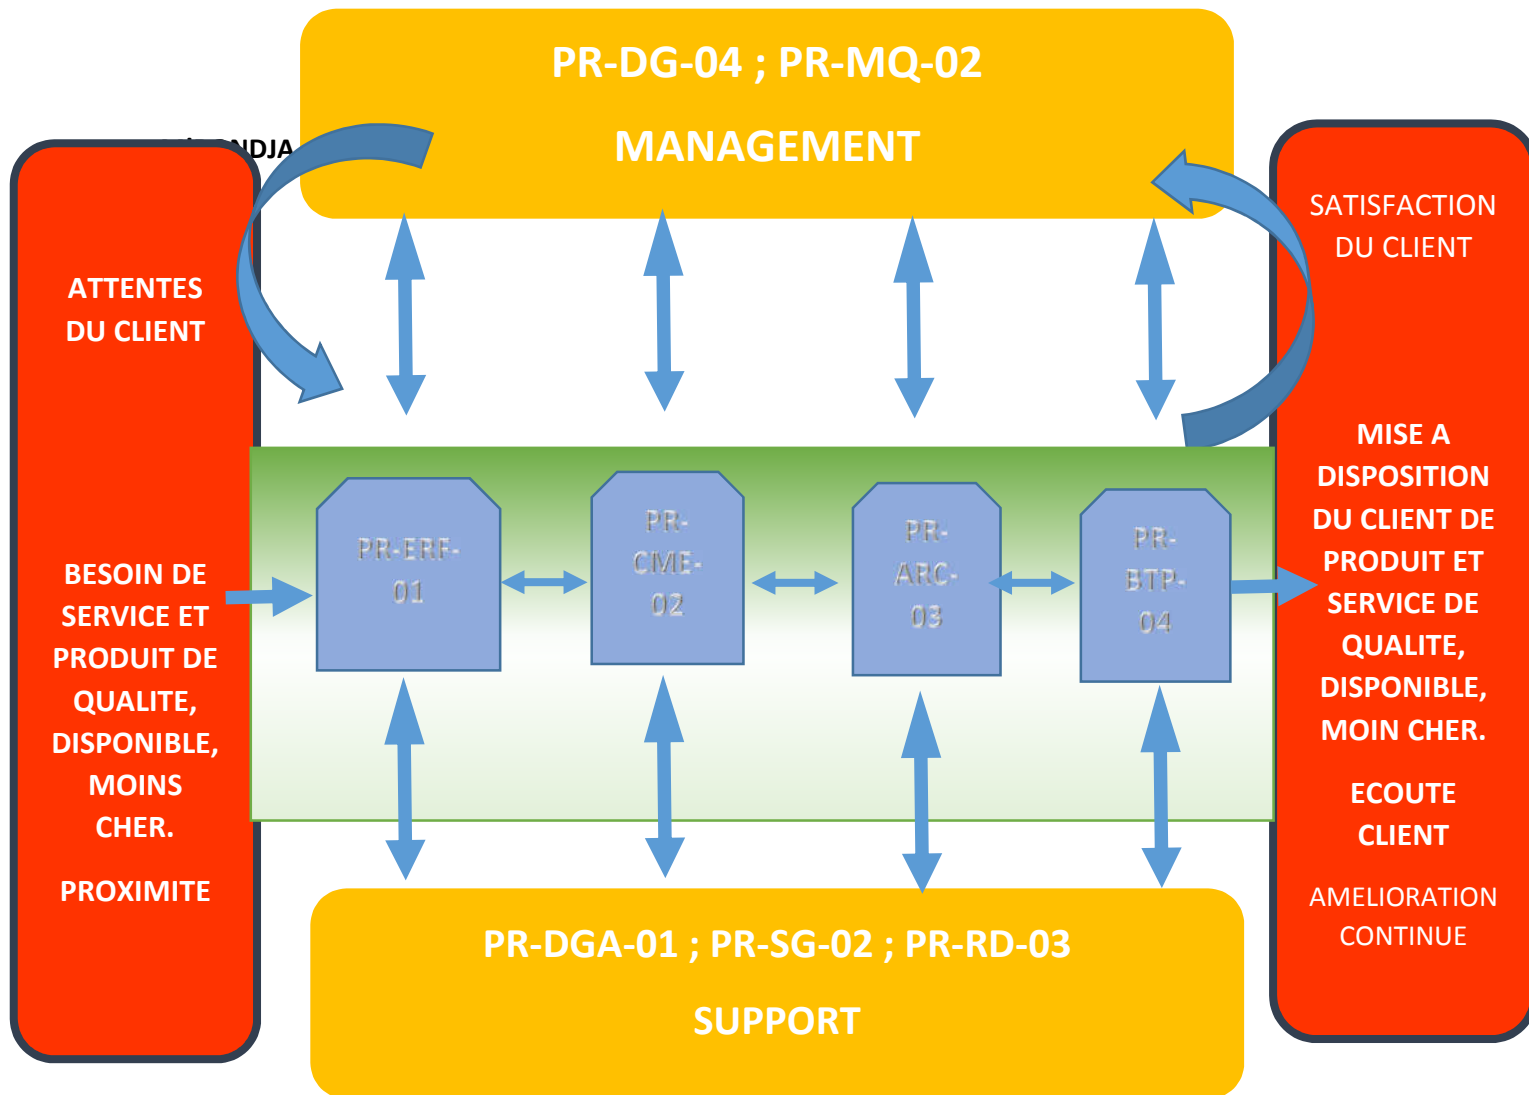 PR-DG-04 ; PR-MQ-02
MANAGEMENT
ATTENTES
DU CLIENT
BESOIN DE
SERVICE ET
PRODUIT DE
QUALITE,
DISPONIBLE,
MOINS
CHER.
PROXIMITE
PR-ERF-
01
PR-
CME-
02
PR-
ARC-
03
PR-
BTP-
04
SATISFACTION
DU CLIENT
MISE A
DISPOSITION
DU CLIENT DE
PRODUIT ET
SERVICE DE
QUALITE,
DISPONIBLE,
MOIN CHER.
ECOUTE
CLIENT
AMELIORATION
CONTINUE
PR-DGA-01 ; PR-SG-02 ; PR-RD-03
SUPPORT